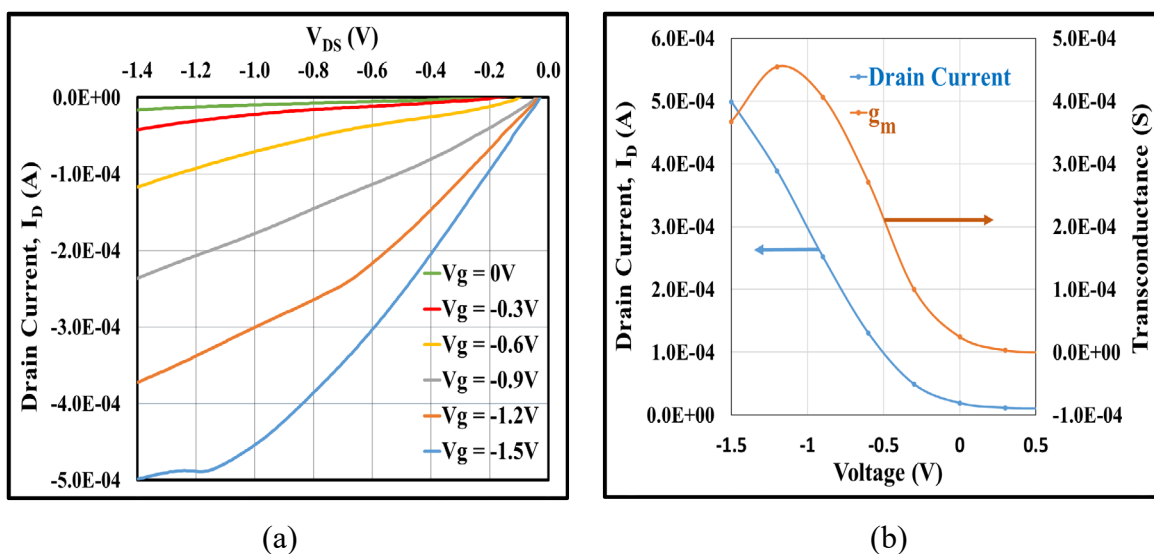 V_DS (V)
-1.4 -1.2 -1.0 -0.8 -0.6 -0.4 -0.2 0.0
0.0E+00
-1.0E-04
-2.0E-04
-3.0E-04
-4.0E-04
-5.0E-04
Drain Current, I_D (A)
Vg = 0V
Vg = -0.3V
Vg = -0.6V
Vg = -0.9V
Vg = -1.2V
Vg = -1.5V
(a)
6.0E-04
5.0E-04
4.0E-04
3.0E-04
2.0E-04
1.0E-04
0.0E+00
Drain Current, I_D (A)
Drain Current
g_m
5.0E-04
4.0E-04
3.0E-04
2.0E-04
1.0E-04
0.0E+00
-1.0E-04
Transconductance (S)
-1.5 -1 -0.5 0 0.5
Voltage (V)
(b)